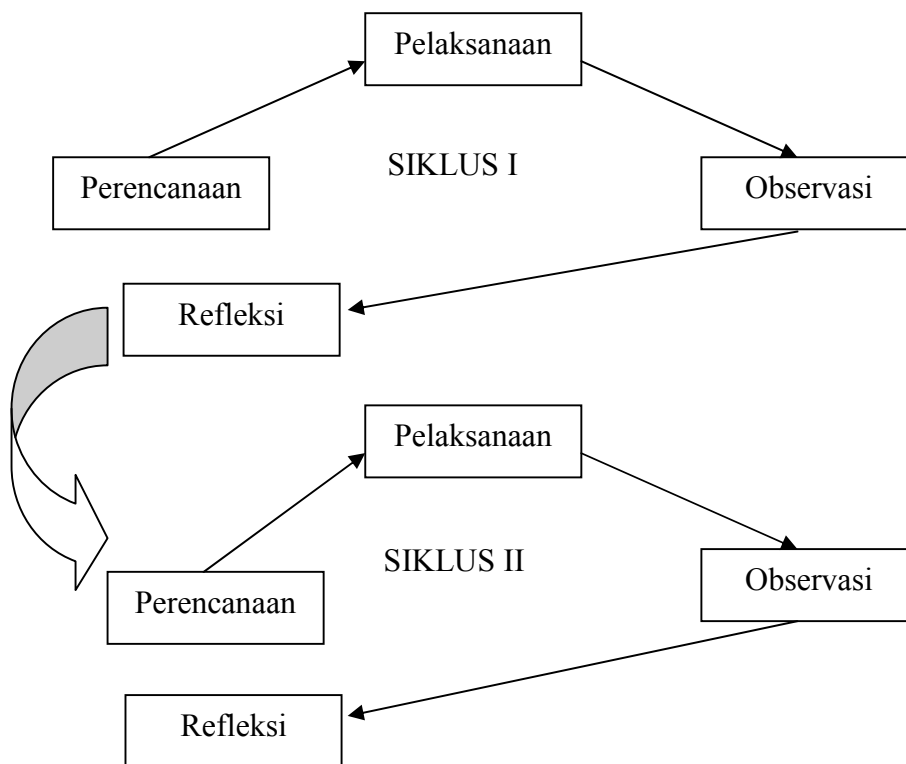 Pelaksanaan
SIKLUS I
Perencanaan
Observasi
Refleksi
Pelaksanaan
SIKLUS II
Observasi
Perencanaan
Refleksi